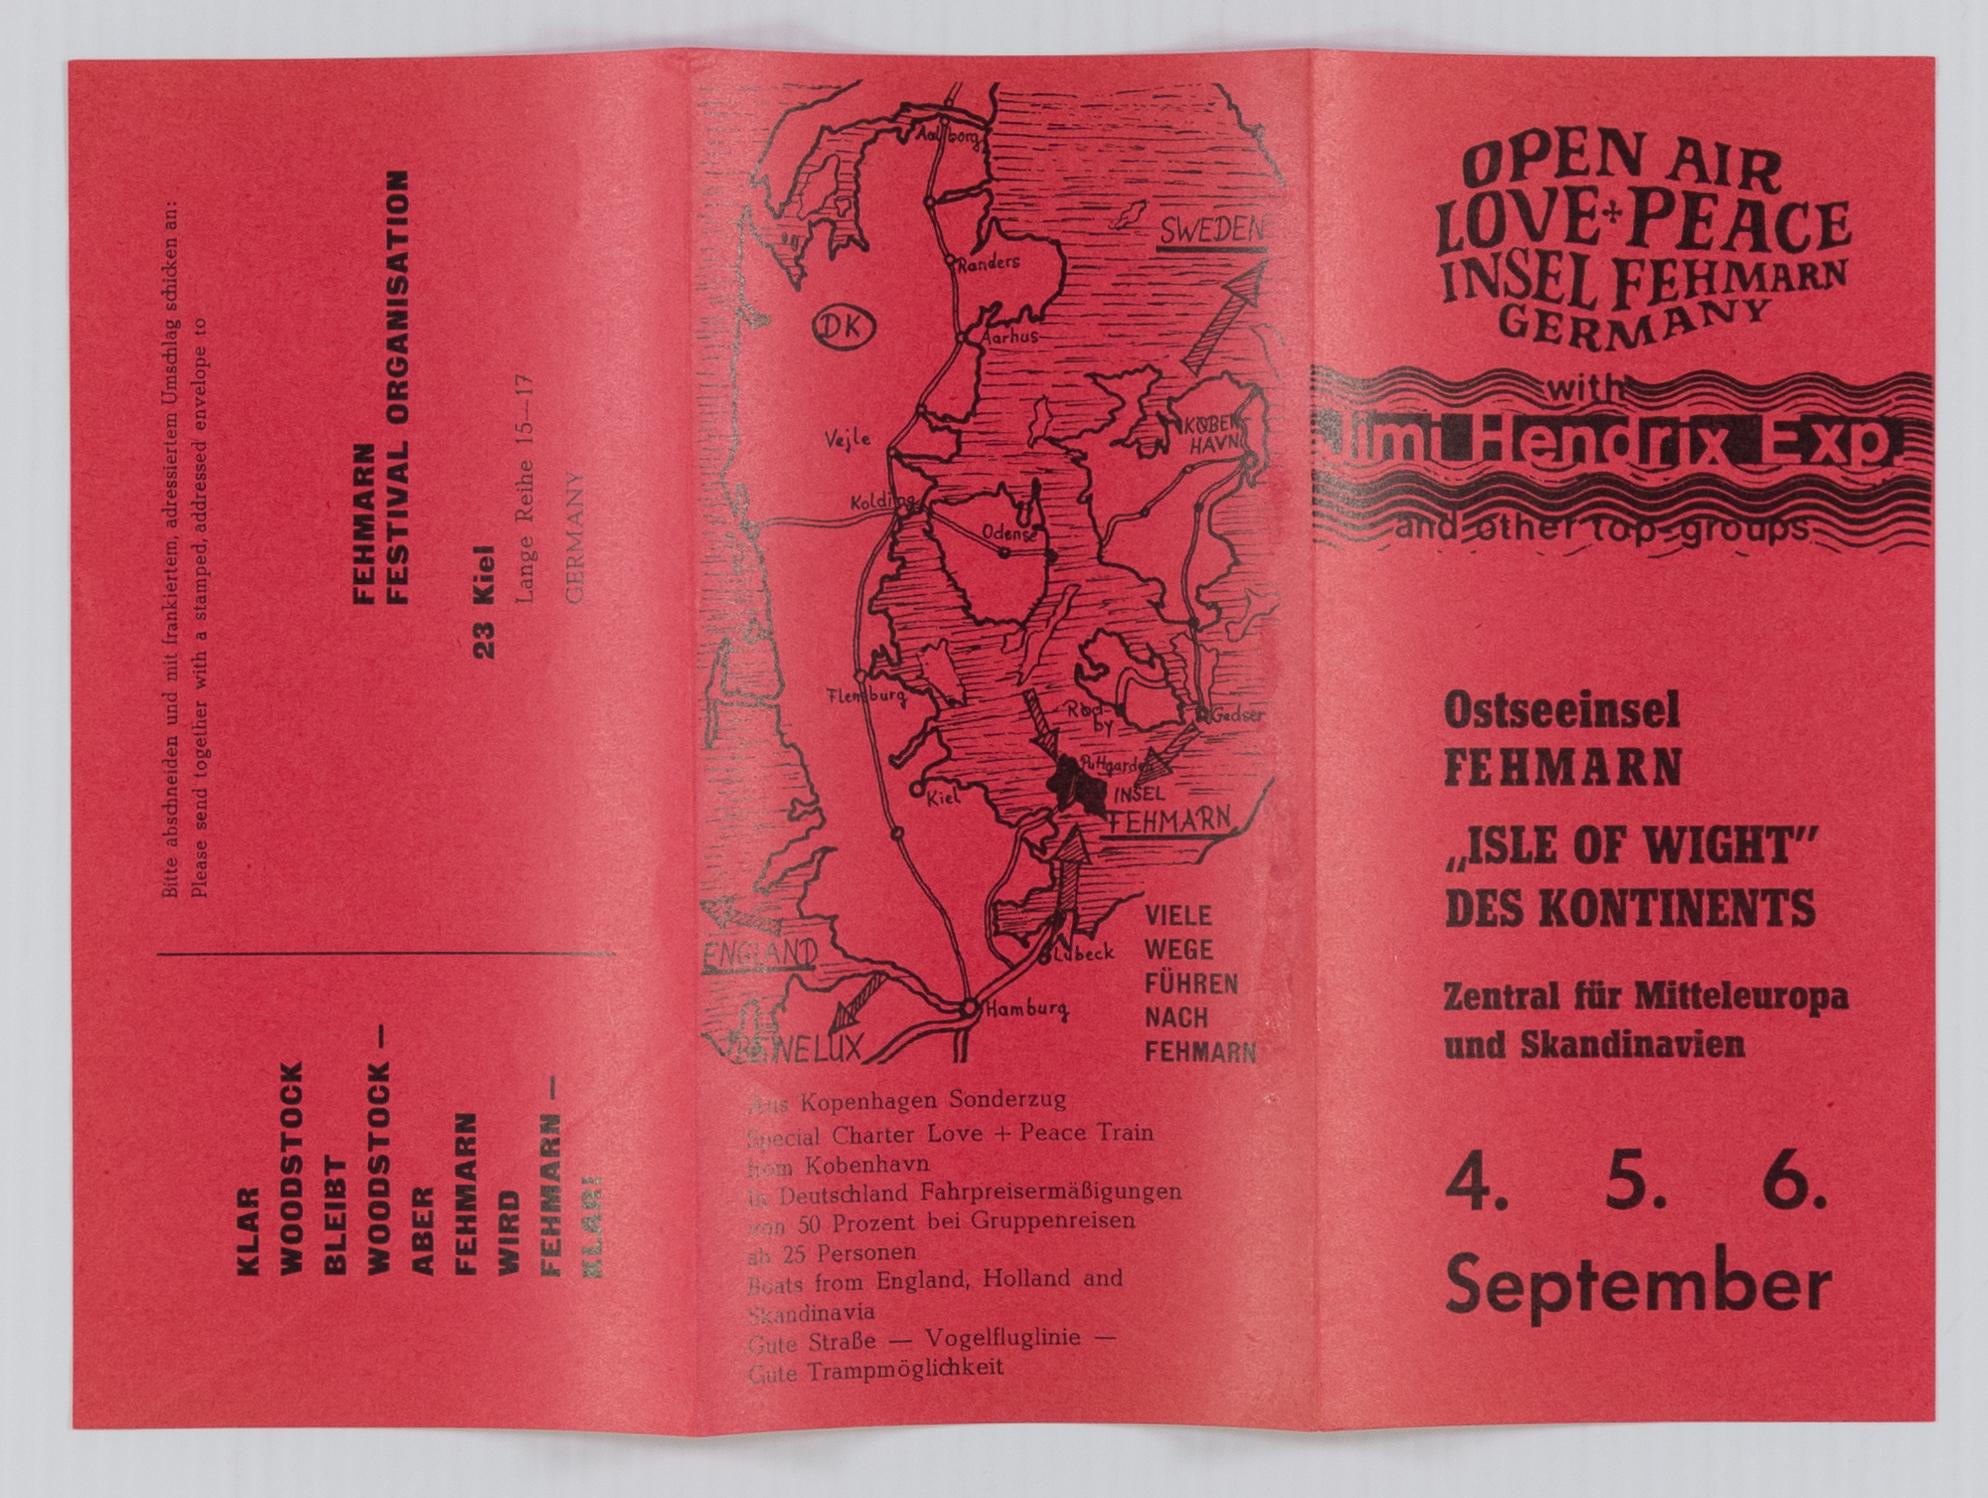 Bitte abschneiden und mit frankierten, adressierten Umschlag schicken an:
Please send together with a stamped, addressed envelope to
FEHMARN
FESTIVAL ORGANISATION
23 Kiel
Lange Reihe 15—17
GERMANY
KLAR
WOODSTOCK
BLEIBT
WOODSTOCK —
ABER
FEHMARN
WIRD
FEHMARN —
KLAR!
Aalborg
SWEDEN
Randers
DK
Aarhus
KØBEN
HAVN
Vejle
Kolding
Odense
Flensburg
Rød-
by
Gedser
Puttgarden
Kiel
INSEL
FEHMARN
ENGLAND
Lübeck
Hamburg
BENELUX
VIELE
WEGE
FÜHREN
NACH
FEHMARN
Aus Kopenhagen Sonderzug
Special Charter Love + Peace Train
from Kobenhavn
in Deutschland Fahrpreisermäßigungen
von 50 Prozent bei Gruppenreisen
ab 25 Personen
Boats from England, Holland and
Skandinavia
Gute Straße — Vogelfluglinie —
Gute Trampmöglichkeit
OPEN AIR
LOVE + PEACE
INSEL FEHMARN
GERMANY
with
Jimi Hendrix Exp.
and other top-groups
Ostseeinsel
FEHMARN
„ISLE OF WIGHT”
DES KONTINENTS
Zentral für Mitteleuropa
und Skandinavien
4. 5. 6.
September